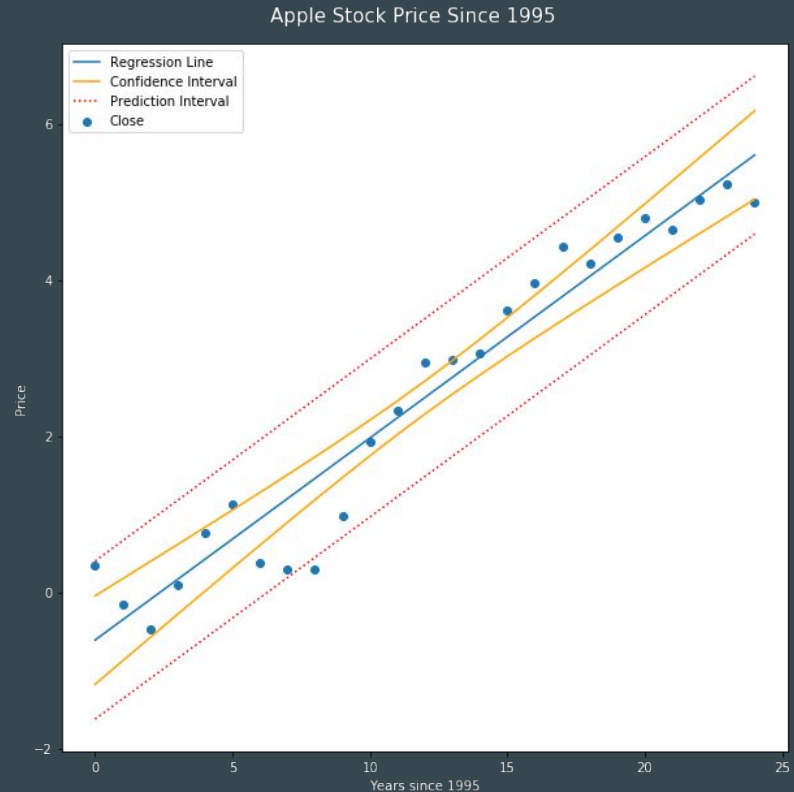 Apple Stock Price Since 1995
Regression Line
Confidence Interval
Prediction Interval
Close
6
4
2
0
−2
Price
0 5 10 15 20 25
Years since 1995